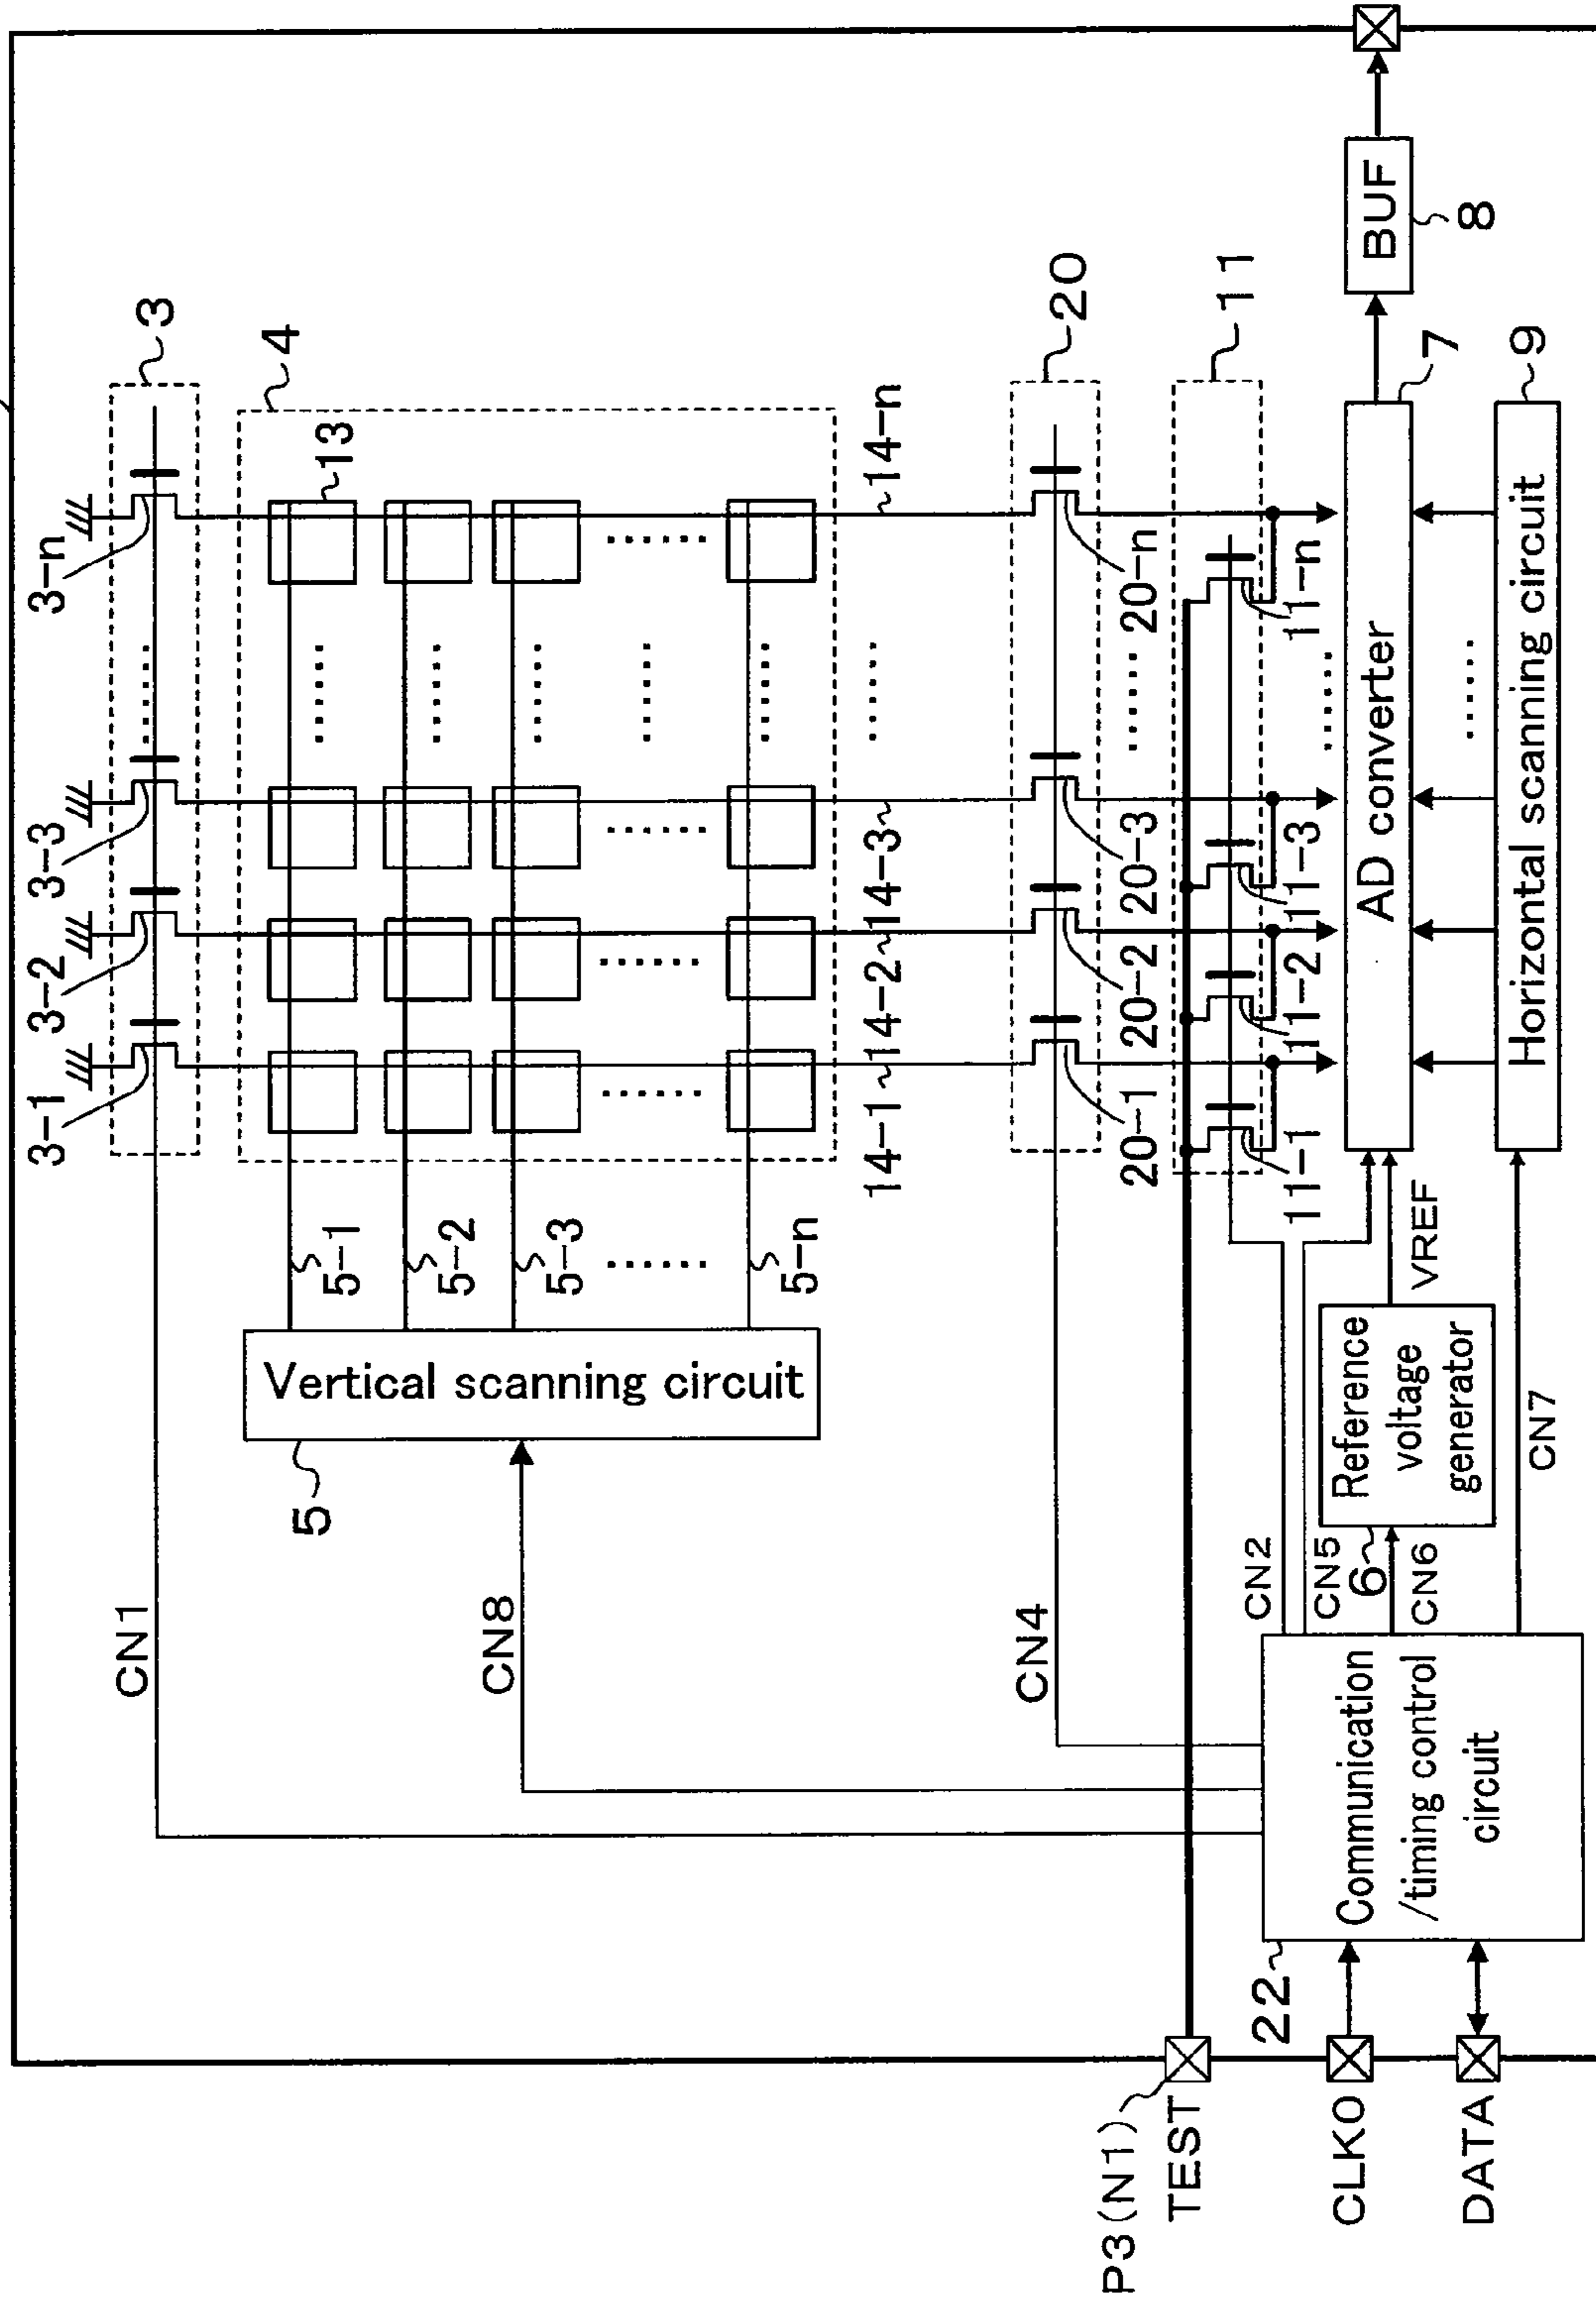 3-1
3-2
3-3
3-n
3
4
13
CN1
5-1
5-2
5-3
5-n
Vertical scanning circuit
5
CN8
14-1
14-2
14-3
14-n
20
CN4
20-1
20-2
20-3
20-n
11
11-1
11-2
11-3
11-n
P3(N1)
TEST
CLKO
DATA
22
Communication
/timing control
circuit
CN2
CN5
6
CN6
CN7
Reference
voltage
generator
VREF
AD converter
7
BUF
8
Horizontal scanning circuit
9